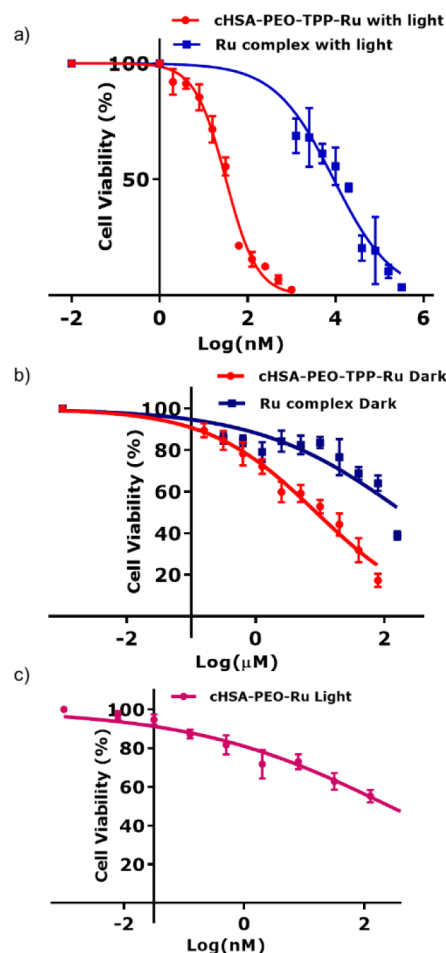 a)
cHSA-PEO-TPP-Ru with light
Ru complex with light
Cell Viability (%)
100
50
-2
0
2
4
6
Log(nM)
b)
cHSA-PEO-TPP-Ru Dark
Ru complex Dark
Cell Viability (%)
100
80
60
40
20
-2
0
2
Log(μM)
c)
cHSA-PEO-Ru Light
Cell Viability (%)
100
80
60
40
20
-2
0
2
Log(nM)